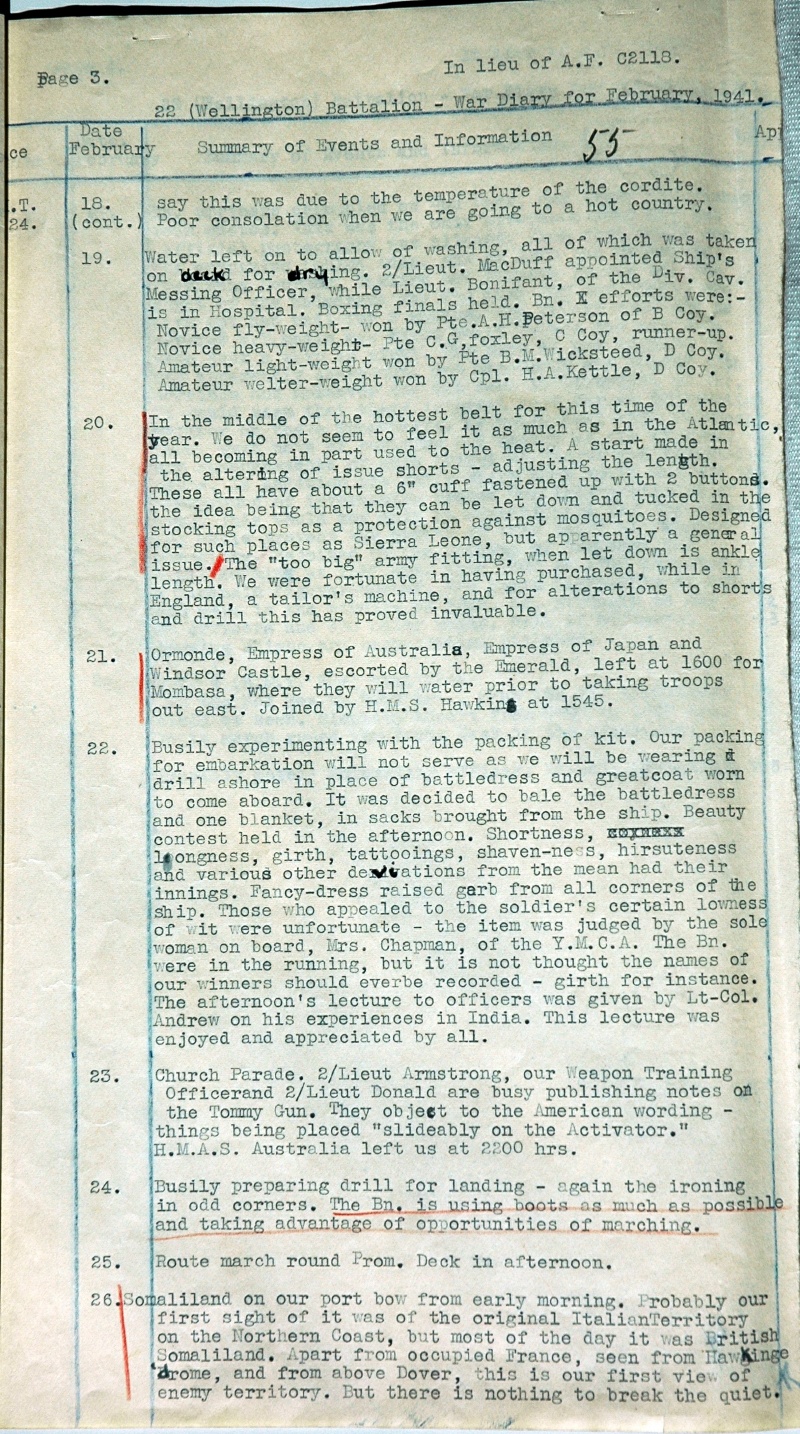 Page 3.
In lieu of A.F. C2118.
22 (Wellington) Battalion - War Diary for February, 1941.
ce
Date
February
Summary of Events and Information
55
Ap
.T.
24.
18.
(cont.)
say this was due to the temperature of the cordite.
Poor consolation when we are going to a hot country.
19.
Water left on to allow of washing, all of which was taken
on for 2/Lieut. MacDuff appointed Ship's
Messing Officer, while Lieut. Bonifant, of the Div. Cav.
is in Hospital. Boxing finals held. Bn. X efforts were:-
Novice fly-weight- won by Pte.A.H.Peterson of B Coy.
Novice heavy-weight- Pte C.G.foxley, C Coy, runner-up.
Amateur light-weight won by Pte B.M.Wicksteed, D Coy.
Amateur welter-weight won by Cpl. H.A.Kettle, D Coy.
20.
In the middle of the hottest belt for this time of the
year. We do not seem to feel it as much as in the Atlantic,
all becoming in part used to the heat. A start made in
the altering of issue shorts - adjusting the length.
These all have about a 6" cuff fastened up with 2 buttons.
the idea being that they can be let down and tucked in the
stocking tops as a protection against mosquitoes. Designed
for such places as Sierra Leone, but apparently a general
issue./The "too big" army fitting, when let down is ankle
length. We were fortunate in having purchased, while in
England, a tailor's machine, and for alterations to shorts
and drill this has proved invaluable.
21.
Ormonde, Empress of Australia, Empress of Japan and
Windsor Castle, escorted by the Emerald, left at 1600 for
Mombasa, where they will water prior to taking troops
out east. Joined by H.M.S. Hawkins at 1545.
22.
Busily experimenting with the packing of kit. Our packing
for embarkation will not serve as we will be wearing
drill ashore in place of battledress and greatcoat worn
to come aboard. It was decided to bale the battledress
and one blanket, in sacks brought from the ship. Beauty
contest held in the afternoon. Shortness,
longness, girth, tattooings, shaven-ness, hirsuteness
and various other deviations from the mean had their
innings. Fancy-dress raised garb from all corners of the
ship. Those who appealed to the soldier's certain lowness
of wit were unfortunate - the item was judged by the sole
woman on board, Mrs. Chapman, of the Y.M.C.A. The Bn.
were in the running, but it is not thought the names of
our winners should everbe recorded - girth for instance.
The afternoon's lecture to officers was given by Lt-Col.
Andrew on his experiences in India. This lecture was
enjoyed and appreciated by all.
23.
Church Parade. 2/Lieut Armstrong, our Weapon Training
Officerand 2/Lieut Donald are busy publishing notes on
the Tommy Gun. They object to the American wording -
things being placed "slideably on the Activator."
H.M.A.S. Australia left us at 2200 hrs.
24.
Busily preparing drill for landing - again the ironing
in odd corners. The Bn. is using boots as much as possible
and taking advantage of opportunities of marching.
25.
Route march round Prom. Deck in afternoon.
26.
Somaliland on our port bow from early morning. Probably our
first sight of it was of the original ItalianTerritory
on the Northern Coast, but most of the day it was British
Somaliland. Apart from occupied France, seen from Hawkinge
'drome, and from above Dover, this is our first view of
enemy territory. But there is nothing to break the quiet.